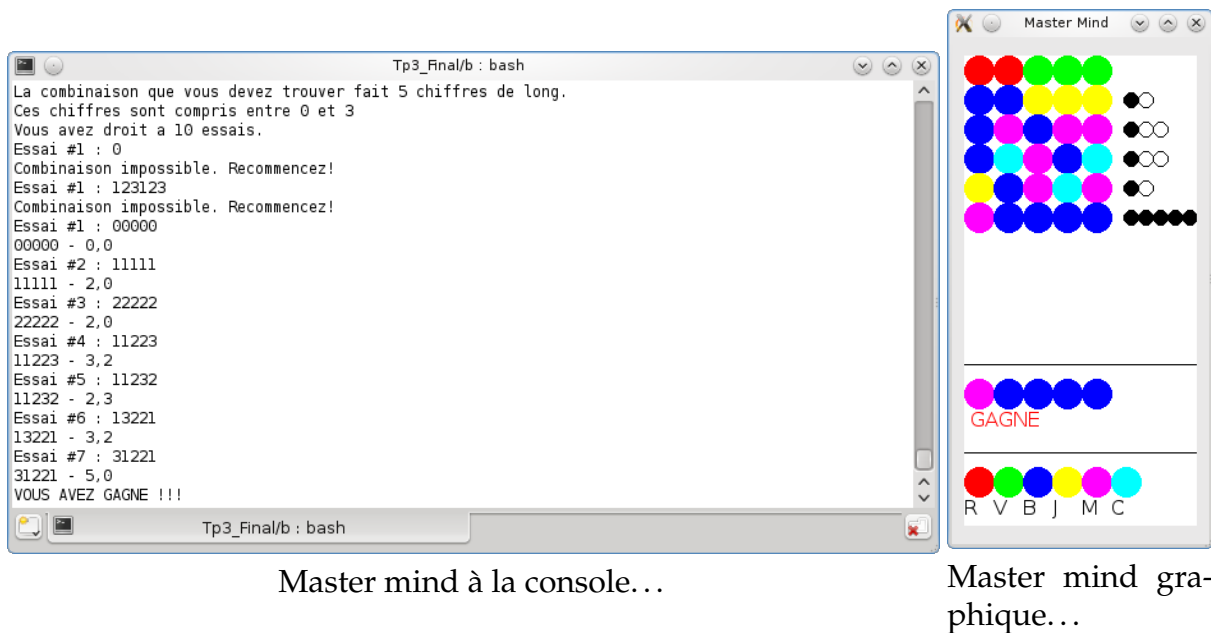 Tp3_Final/b : bash
La combinaison que vous devez trouver fait 5 chiffres de long.
Ces chiffres sont compris entre 0 et 3
Vous avez droit a 10 essais.
Essai #1 : 0
Combinaison impossible. Recommencez!
Essai #1 : 123123
Combinaison impossible. Recommencez!
Essai #1 : 00000
00000 - 0,0
Essai #2 : 11111
11111 - 2,0
Essai #3 : 22222
22222 - 2,0
Essai #4 : 11223
11223 - 3,2
Essai #5 : 11232
11232 - 2,3
Essai #6 : 13221
13221 - 3,2
Essai #7 : 31221
31221 - 5,0
VOUS AVEZ GAGNE !!!
Tp3_Final/b : bash
Master mind à la console...
Master Mind
GAGNE
R V B J M C
Master mind gra-
phique...